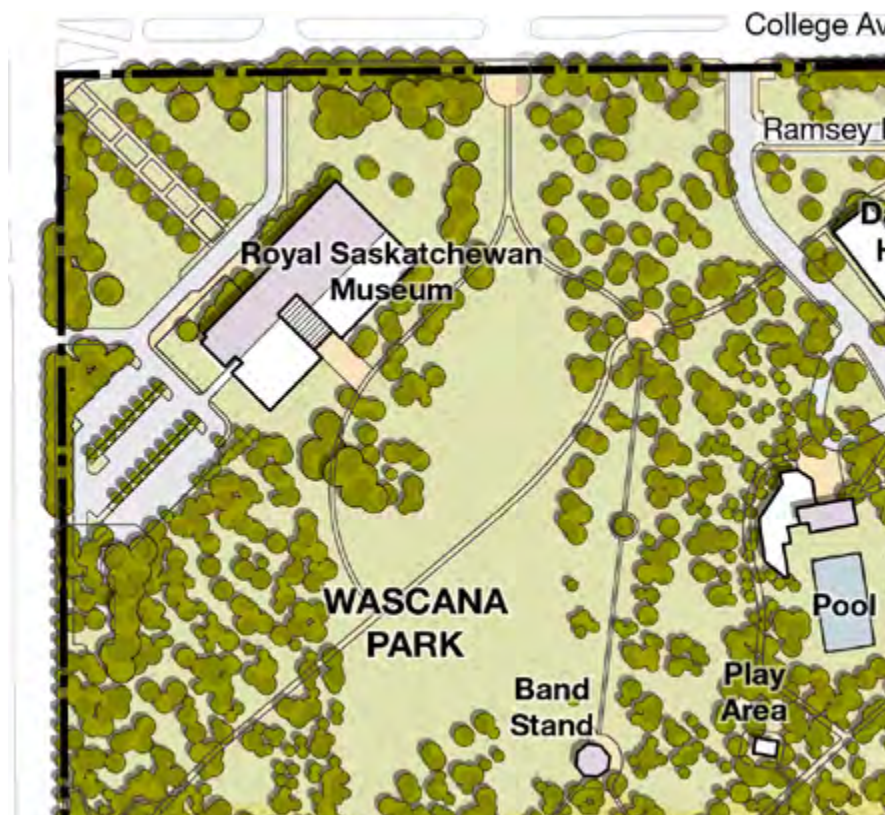 College Av
Ramsey
Royal Saskatchewan
Museum
WASCANA
PARK
Pool
Play
Area
Band
Stand